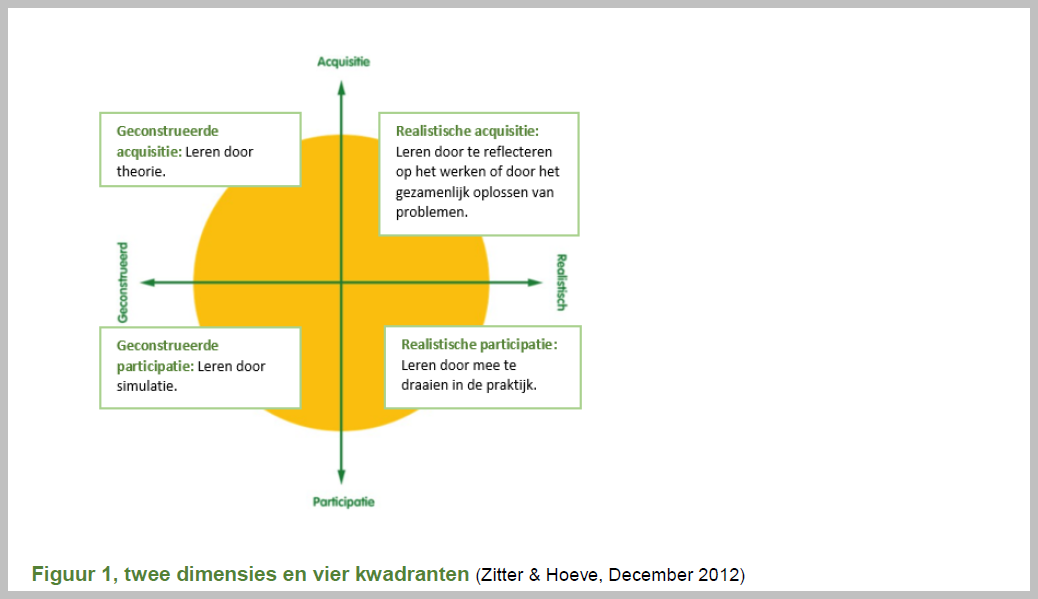 Acquisitie
Geconstrueerde
acquisitie: Leren door
theorie.
Realistische acquisitie:
Leren door te reflecteren
op het werken of door het
gezamenlijk oplossen van
problemen.
Geconstrueerd
Realistisch
Geconstrueerde
participatie: Leren door
simulatie.
Realistische participatie:
Leren door mee te
draaien in de praktijk.
Participatie
Figuur 1, twee dimensies en vier kwadranten (Zitter & Hoeve, December 2012)